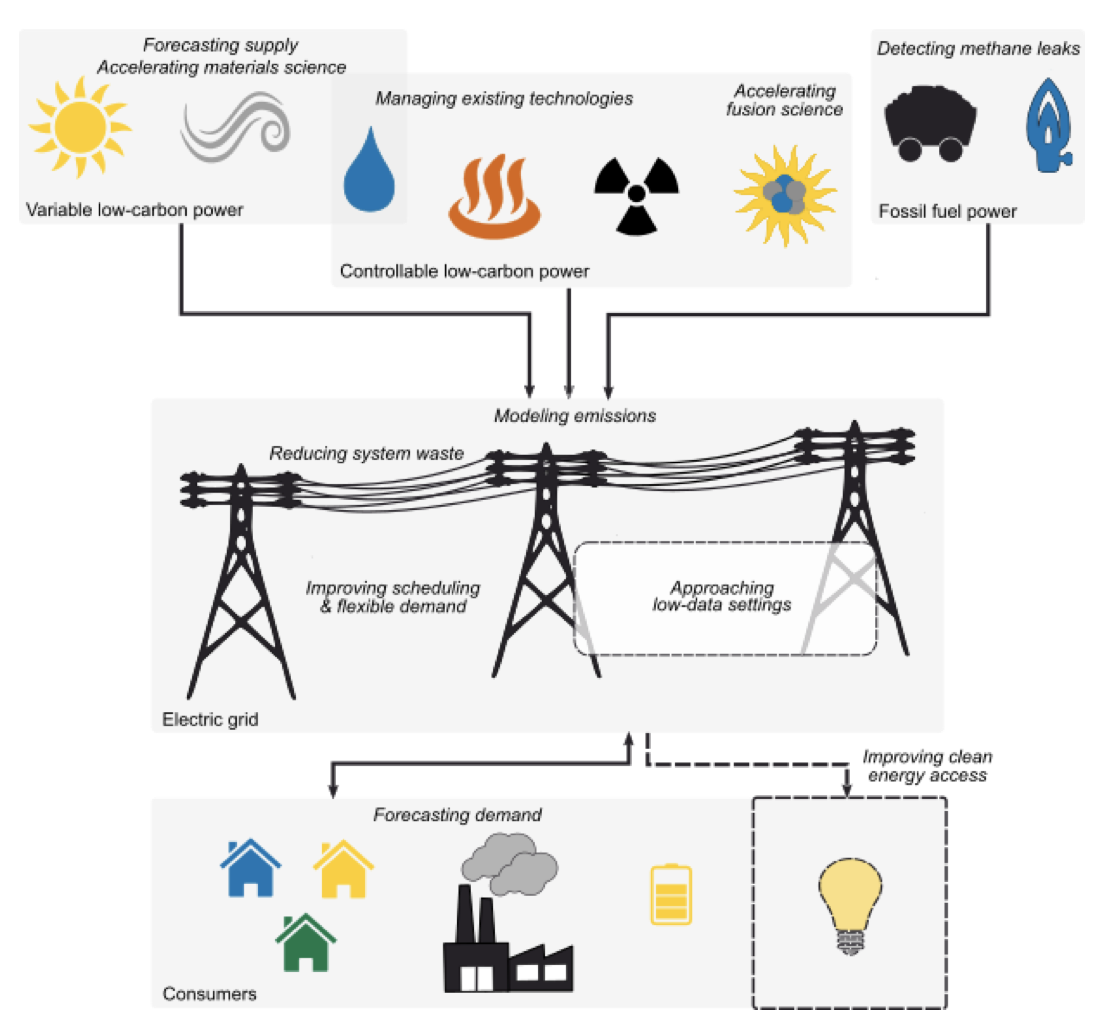 Forecasting supply
Accelerating materials science
Variable low-carbon power
Managing existing technologies
Accelerating
fusion science
Controllable low-carbon power
Detecting methane leaks
Fossil fuel power
Modeling emissions
Reducing system waste
Improving scheduling
& flexible demand
Approaching
low-data settings
Electric grid
Improving clean
energy access
Forecasting demand
Consumers